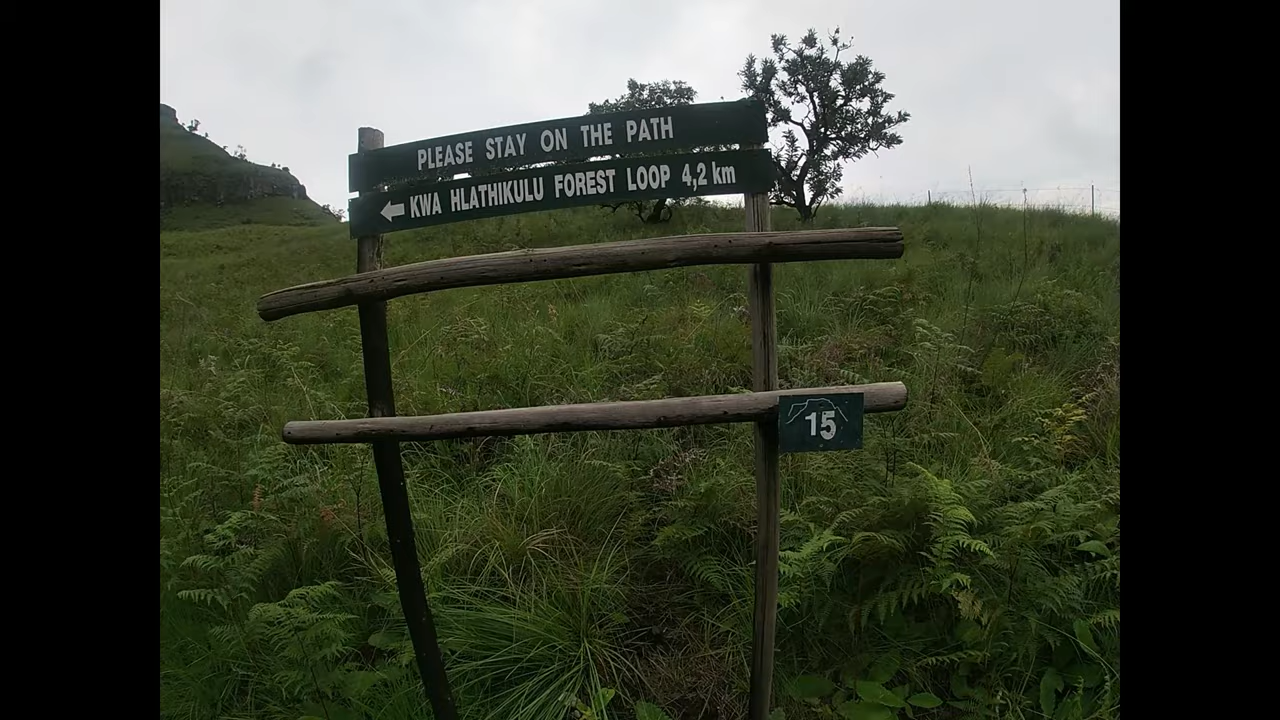 PLEASE STAY ON THE PATH
← KWA HLATHIKULU FOREST LOOP 4,2 km
15